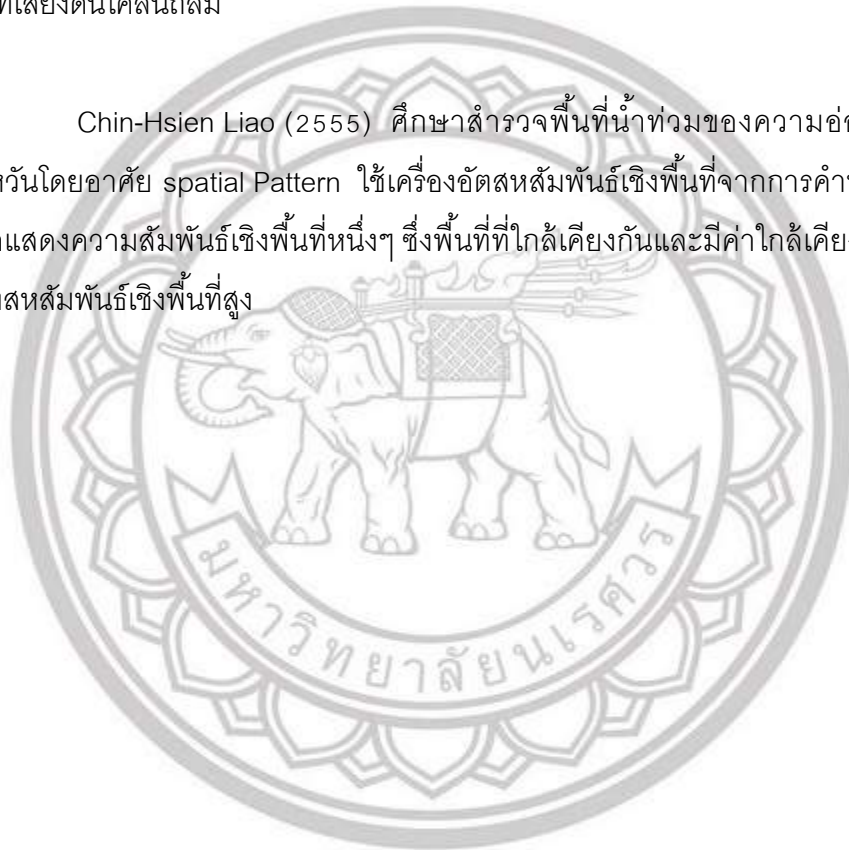 ที่เสี่ยงดินโคลนถล่ม
Chin-Hsien Liao (2555) ศึกษาสำรวจพื้นที่น้ำท่วมของความอ่อ
หวันโดยอาศัย spatial Pattern ใช้เครื่องอัตสหสัมพันธ์เชิงพื้นที่จากการคำ
แสดงความสัมพันธ์เชิงพื้นที่หนึ่งๆ ซึ่งพื้นที่ที่ใกล้เคียงกันและมีค่าใกล้เคีย
สหสัมพันธ์เชิงพื้นที่สูง
มหาวิทยาลัยนเรศวร